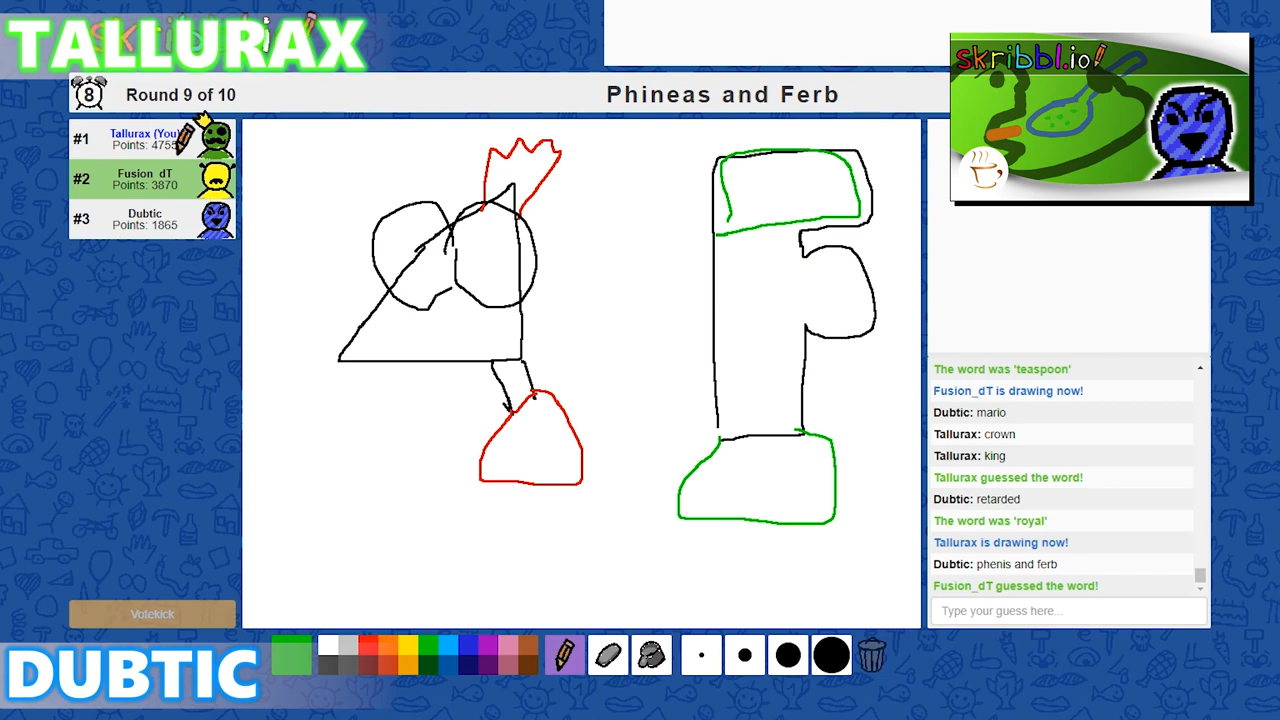 TALLURAX
skribbl.io!
8
Round 9 of 10
Phineas and Ferb
skribbl.io!
#1
Tallurax (You)
Points: 4755
#2
Fusion_dT
Points: 3870
#3
Dubtic
Points: 1865
The word was 'teaspoon'
Fusion_dT is drawing now!
Dubtic: mario
Tallurax: crown
Tallurax: king
Tallurax guessed the word!
Dubtic: retarded
The word was 'royal'
Tallurax is drawing now!
Dubtic: phenis and ferb
Fusion_dT guessed the word!
Type your guess here...
Votekick
DUBTIC